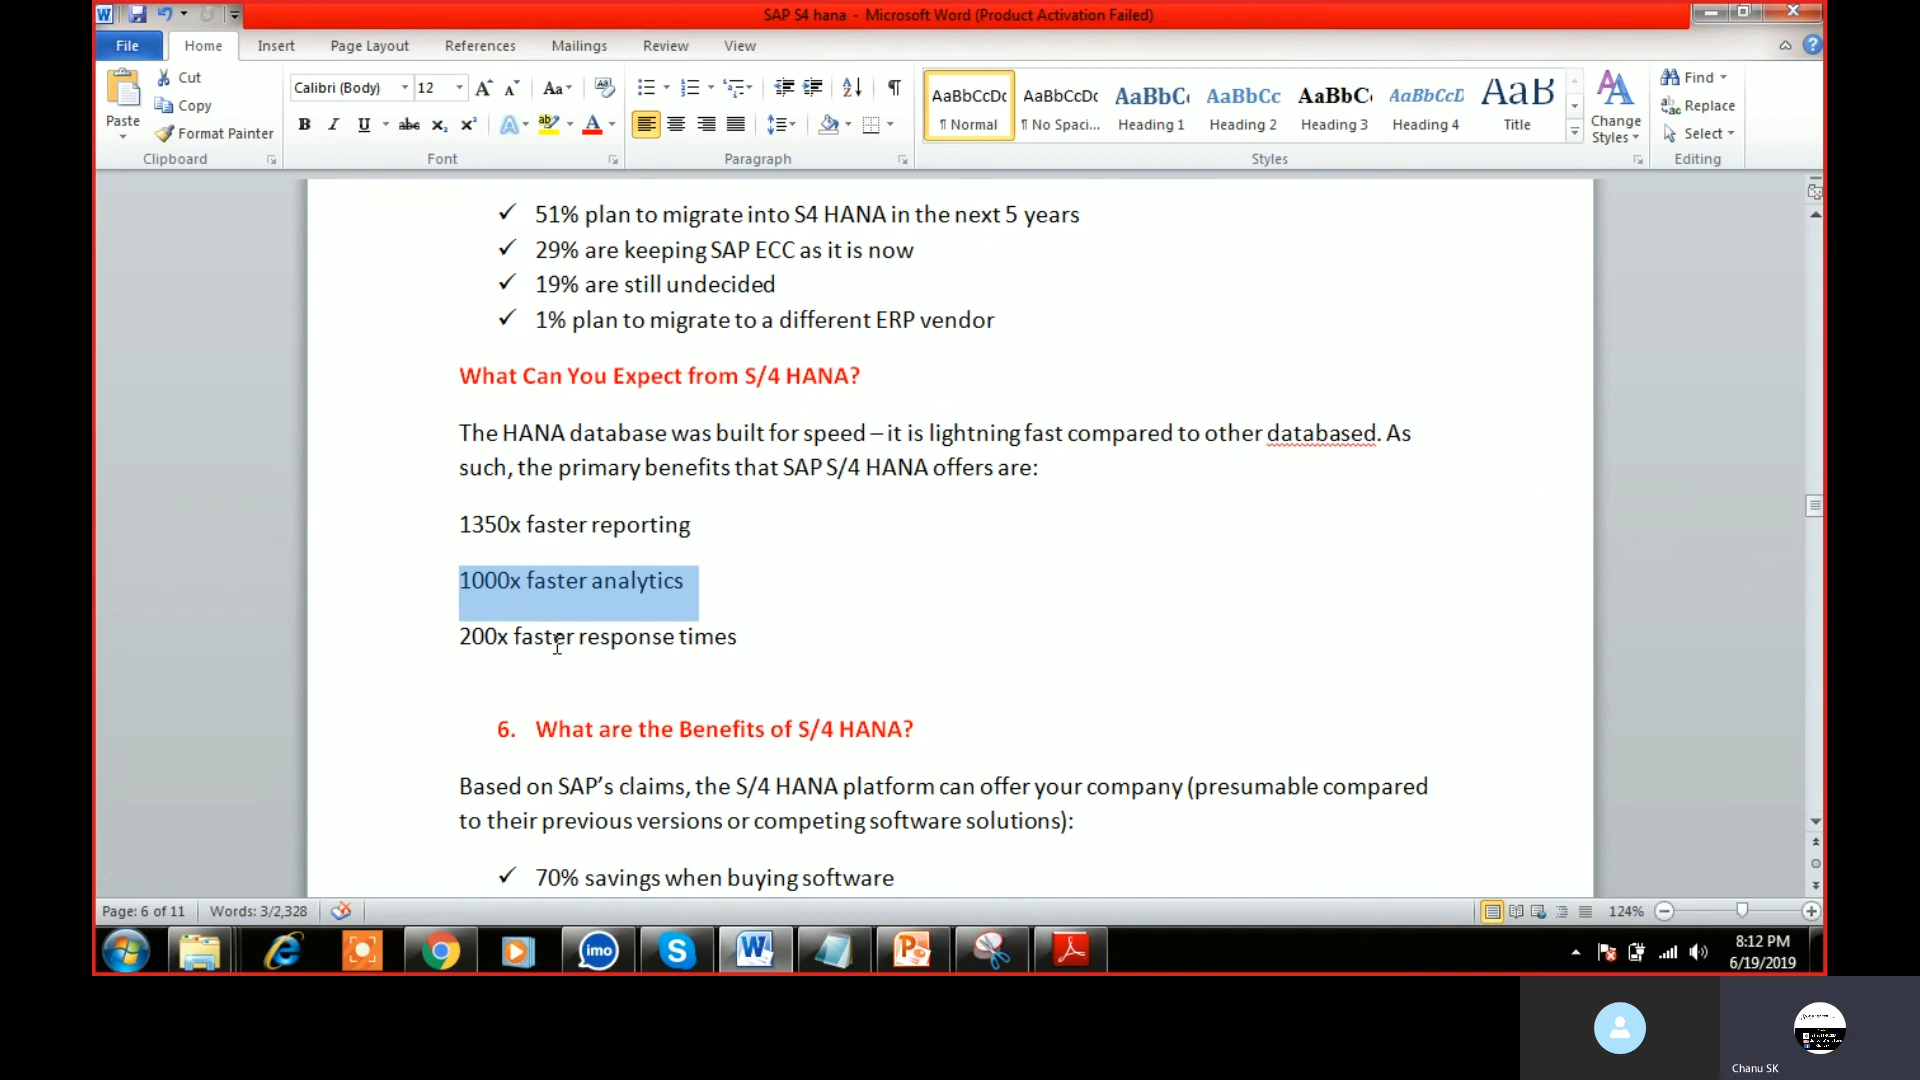 SAP S4 hana - Microsoft Word (Product Activation Failed)
File Home Insert Page Layout References Mailings Review View
Paste
Cut
Copy
Format Painter
Clipboard
Calibri (Body) 12
Font
Paragraph
AaBbCcDc AaBbCcDc AaBbC AaBbCc AaBbC AaBbCcD AaB
¶ Normal ¶ No Spaci... Heading 1 Heading 2 Heading 3 Heading 4 Title
Change
Styles
Styles
Find
Replace
Select
Editing
✓ 51% plan to migrate into S4 HANA in the next 5 years
✓ 29% are keeping SAP ECC as it is now
✓ 19% are still undecided
✓ 1% plan to migrate to a different ERP vendor
What Can You Expect from S/4 HANA?
The HANA database was built for speed – it is lightning fast compared to other databased. As
such, the primary benefits that SAP S/4 HANA offers are:
1350x faster reporting
1000x faster analytics
200x faster response times
6. What are the Benefits of S/4 HANA?
Based on SAP’s claims, the S/4 HANA platform can offer your company (presumable compared
to their previous versions or competing software solutions):
✓ 70% savings when buying software
Page: 6 of 11 Words: 3/2,328 124%
imo
8:12 PM
6/19/2019
Chanu SK